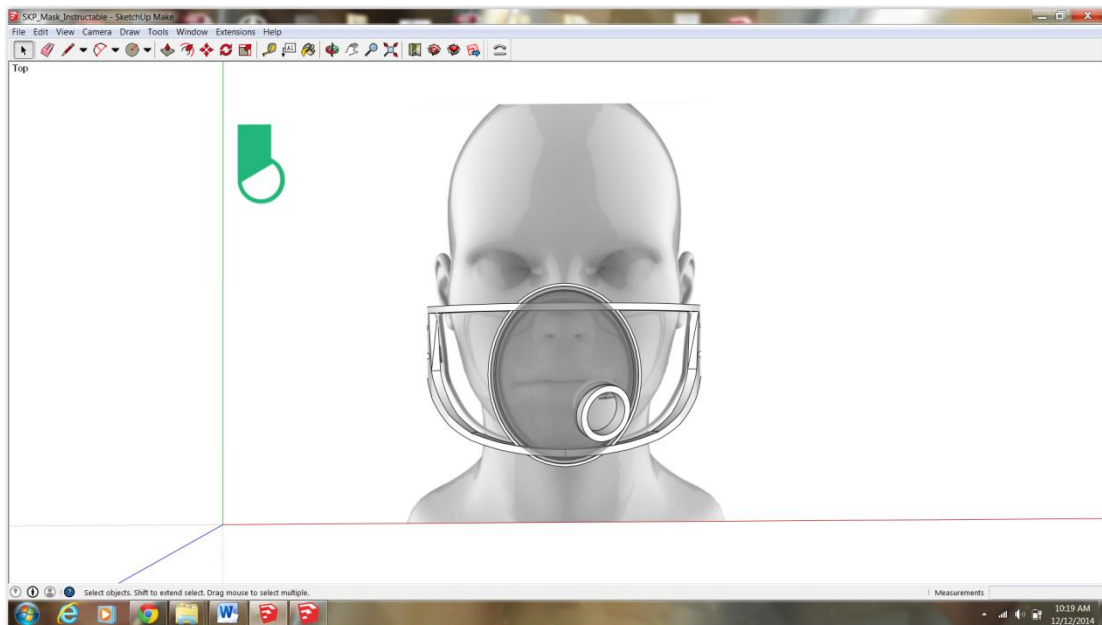 SKP_Mask_Instructable - SketchUp Make
File Edit View Camera Draw Tools Window Extensions Help
Top
Select objects. Shift to extend select. Drag mouse to select multiple.
Measurements
10:19 AM
12/12/2014